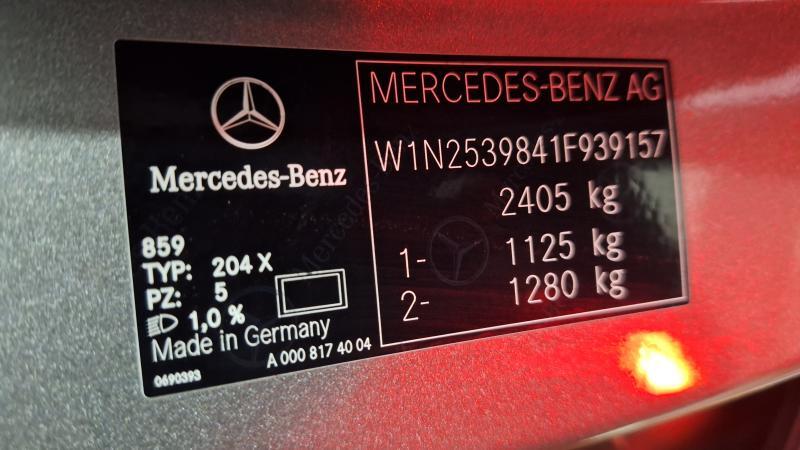 Mercedes-Benz
859
TYP: 204 X
PZ: 5
1,0 %
Made in Germany
A 000 817 40 04
0690393
MERCEDES-BENZ AG
W1N2539841F939157
2405 kg
1- 1125 kg
2- 1280 kg